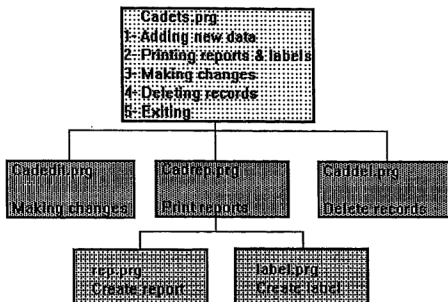 Cadets.prg
1- Adding new data
2- Printing reports & labels
3- Making changes
4- Deleting records
5- Exiting
Cadedit.prg
Making changes
Cadrep.prg
Print reports
Caddel.prg
Delete records
rep.prg
Create report
label.prg
Create label